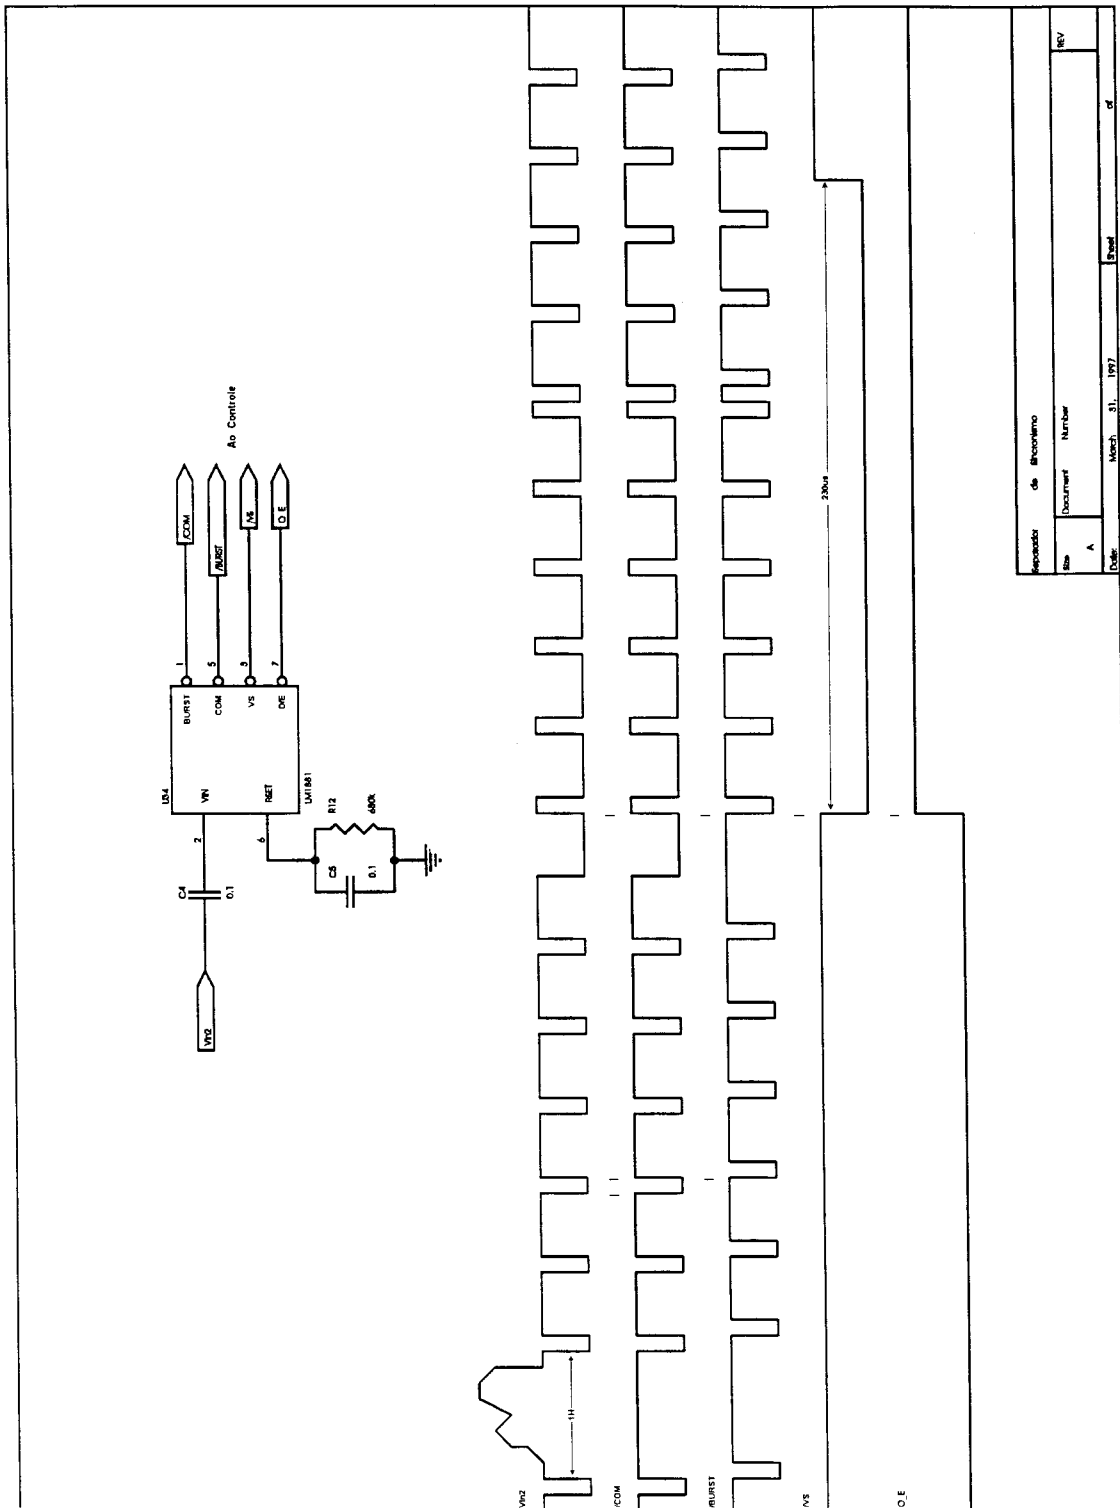 U34
LM1881
VIN
RSET
BURST
COM
VS
O/E
Vin2
C4
0.1
2
6
1
5
3
7
/COM
/BURST
/VS
O_E
Ao Controle
C5
0.1
R12
680k
Vin2
1H
/COM
/BURST
/VS
230us
O_E
Separador de Sincronismo
Size
A
Document Number
REV
Date: March 31, 1997
Sheet of